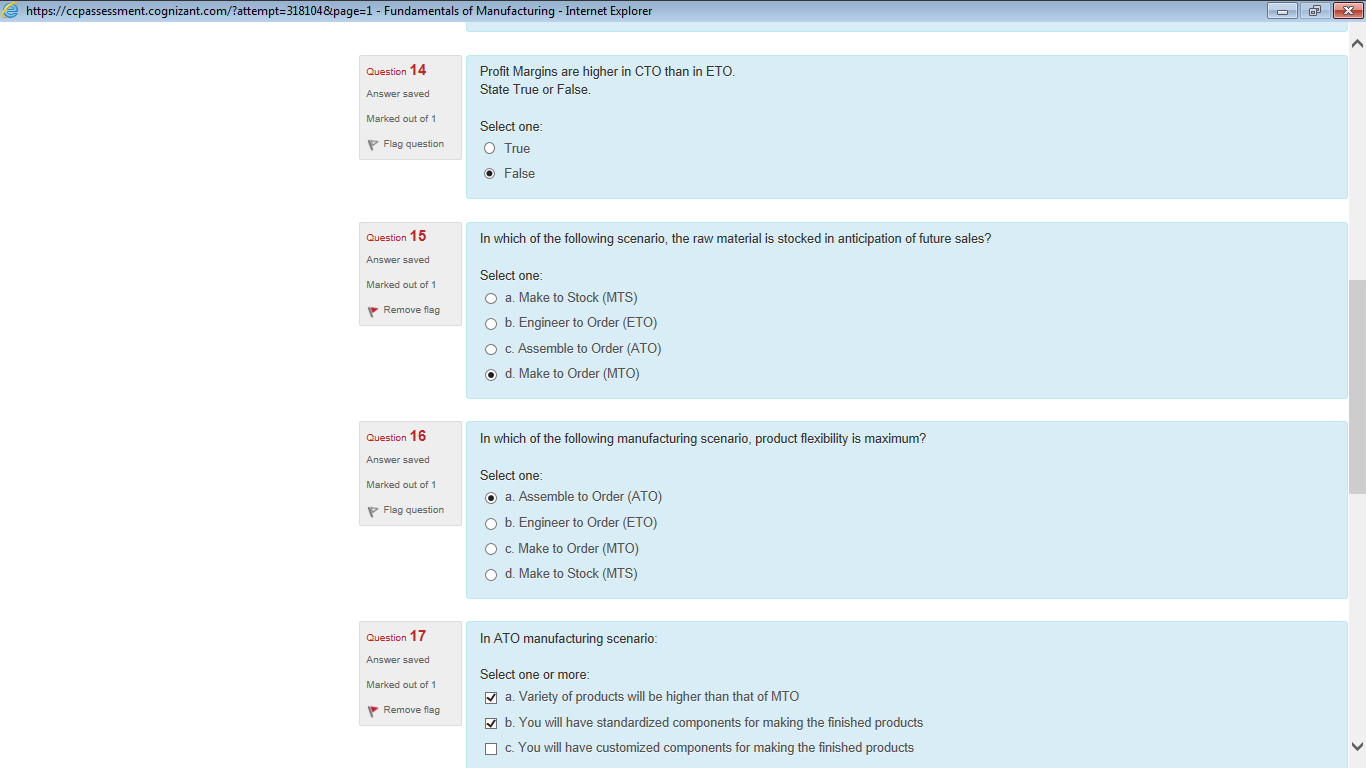 https://ccpassessment.cognizant.com/?attempt=318104&page=1 - Fundamentals of Manufacturing - Internet Explorer
Question 14
Answer saved
Marked out of 1
Flag question
Profit Margins are higher in CTO than in ETO.
State True or False.
Select one:
True
False
Question 15
Answer saved
Marked out of 1
Remove flag
In which of the following scenario, the raw material is stocked in anticipation of future sales?
Select one:
a. Make to Stock (MTS)
b. Engineer to Order (ETO)
c. Assemble to Order (ATO)
d. Make to Order (MTO)
Question 16
Answer saved
Marked out of 1
Flag question
In which of the following manufacturing scenario, product flexibility is maximum?
Select one:
a. Assemble to Order (ATO)
b. Engineer to Order (ETO)
c. Make to Order (MTO)
d. Make to Stock (MTS)
Question 17
Answer saved
Marked out of 1
Remove flag
In ATO manufacturing scenario:
Select one or more:
a. Variety of products will be higher than that of MTO
b. You will have standardized components for making the finished products
c. You will have customized components for making the finished products